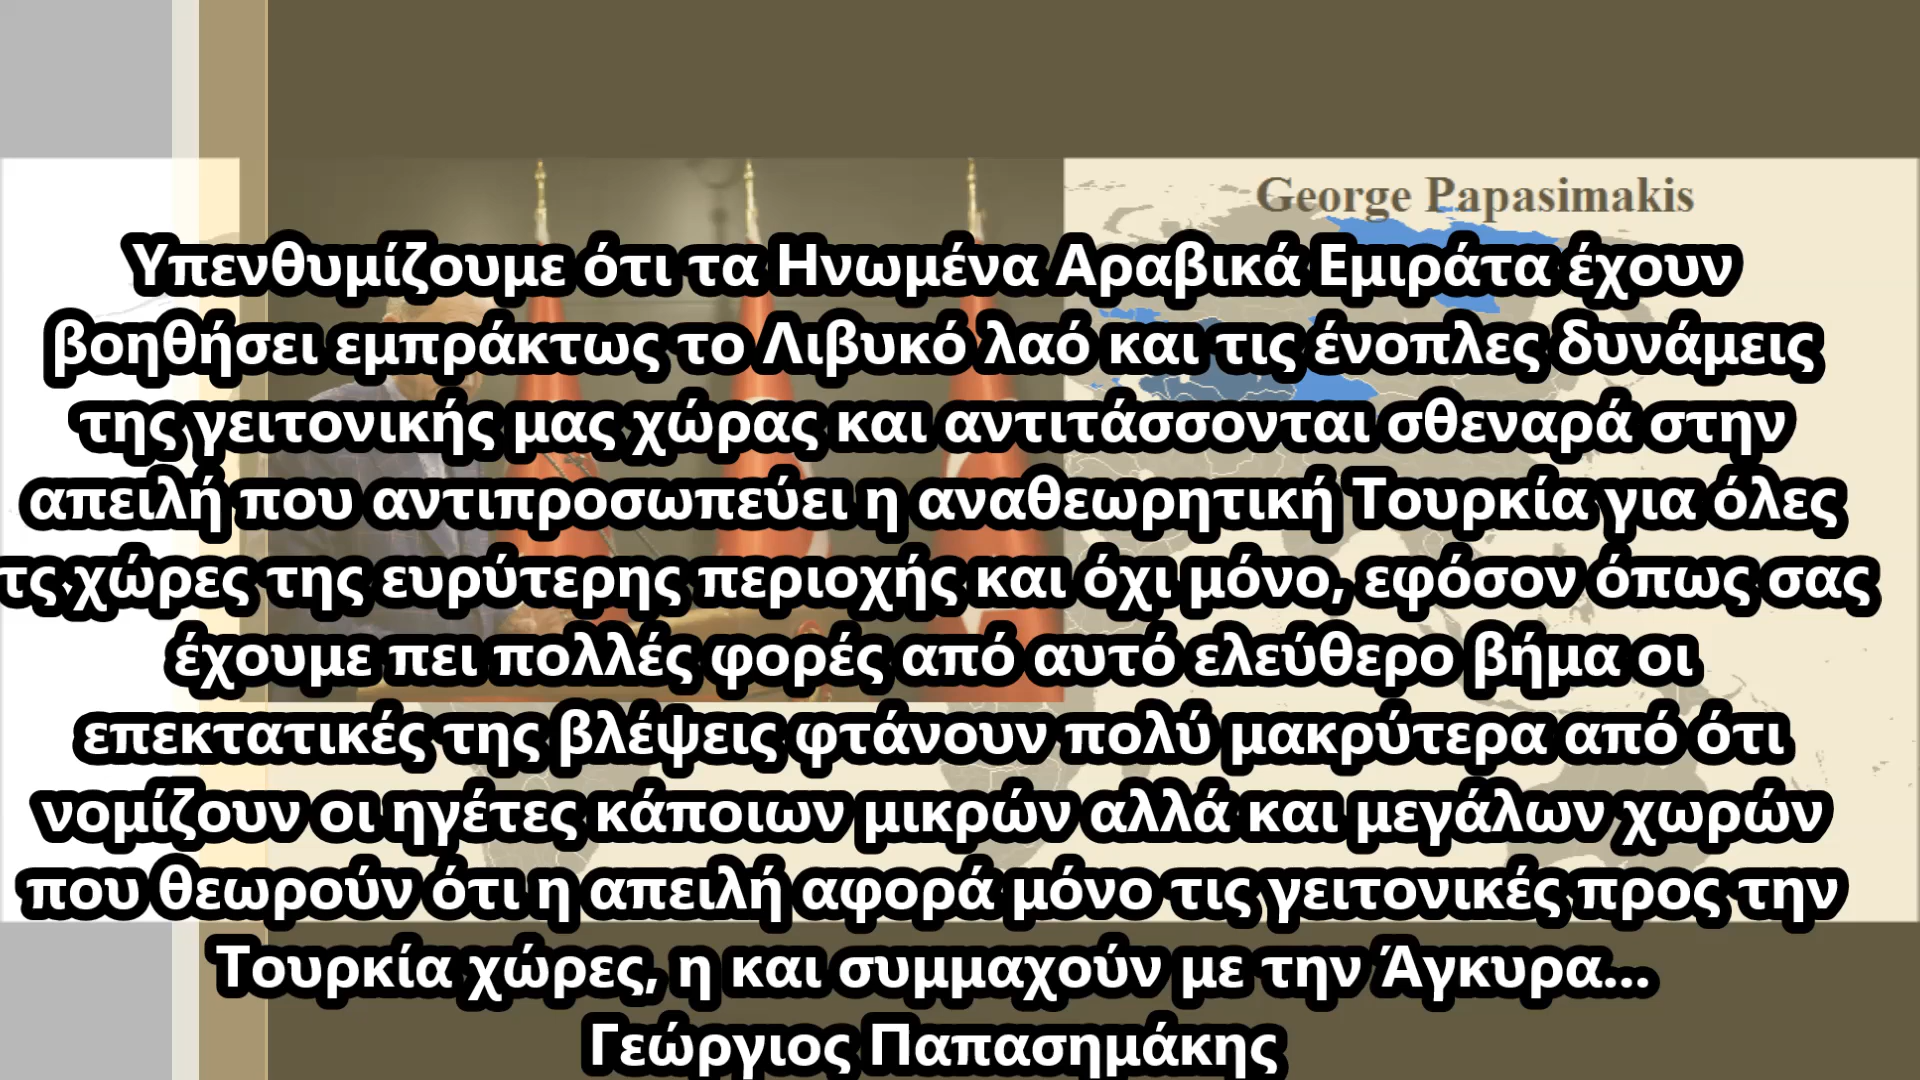 George Papasimakis
Υπενθυμίζουμε ότι τα Ηνωμένα Αραβικά Εμιράτα έχουν
βοηθήσει εμπράκτως το Λιβυκό λαό και τις ένοπλες δυνάμεις
της γειτονικής μας χώρας και αντιτάσσονται σθεναρά στην
απειλή που αντιπροσωπεύει η αναθεωρητική Τουρκία για όλες
τς χώρες της ευρύτερης περιοχής και όχι μόνο, εφόσον όπως σας
έχουμε πει πολλές φορές από αυτό ελεύθερο βήμα οι
επεκτατικές της βλέψεις φτάνουν πολύ μακρύτερα από ότι
νομίζουν οι ηγέτες κάποιων μικρών αλλά και μεγάλων χωρών
που θεωρούν ότι η απειλή αφορά μόνο τις γειτονικές προς την
Τουρκία χώρες, η και συμμαχούν με την Άγκυρα...
Γεώργιος Παπασημάκης